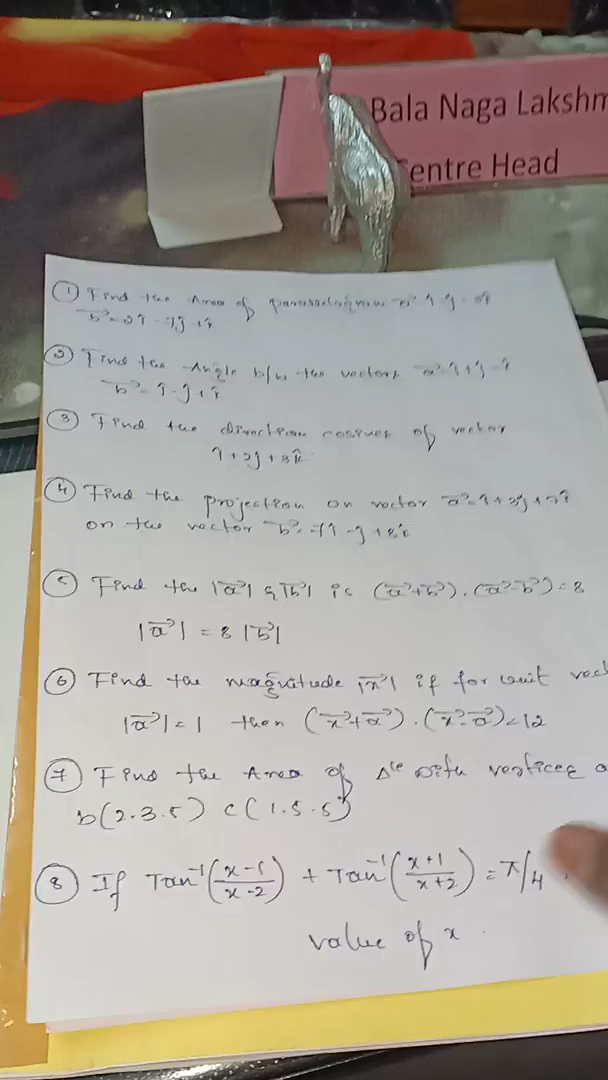 Bala Naga Lakshm
Centre Head
① Find the Area of
b⃗ = 2î - 7ĵ + î
② Find the Angle b/w the vectors a⃗ = î + ĵ - î
b⃗ = î - ĵ + î
③ Find the direction cosines of vector
î + 2ĵ + 3k̂
④ Find the projection on vector a⃗ = î + 3ĵ + 7î
on the vector b⃗ = 7î - ĵ + 8k̂
⑤ Find the |a⃗| & |b⃗| is (a⃗+b⃗).(a⃗-b⃗) = 8
|a⃗| = 8|b⃗|
⑥ Find the magnitude |x⃗| if for unit vect
|a⃗| = 1 then (x⃗+a⃗).(x⃗-a⃗) = 12
⑦ Find the Area of Δle with vertices a
b(2.3.5) c(1.5.5)
⑧ If Tan⁻¹((x-1)/(x-2)) + Tan⁻¹((x+1)/(x+2)) = π/4
value of x.